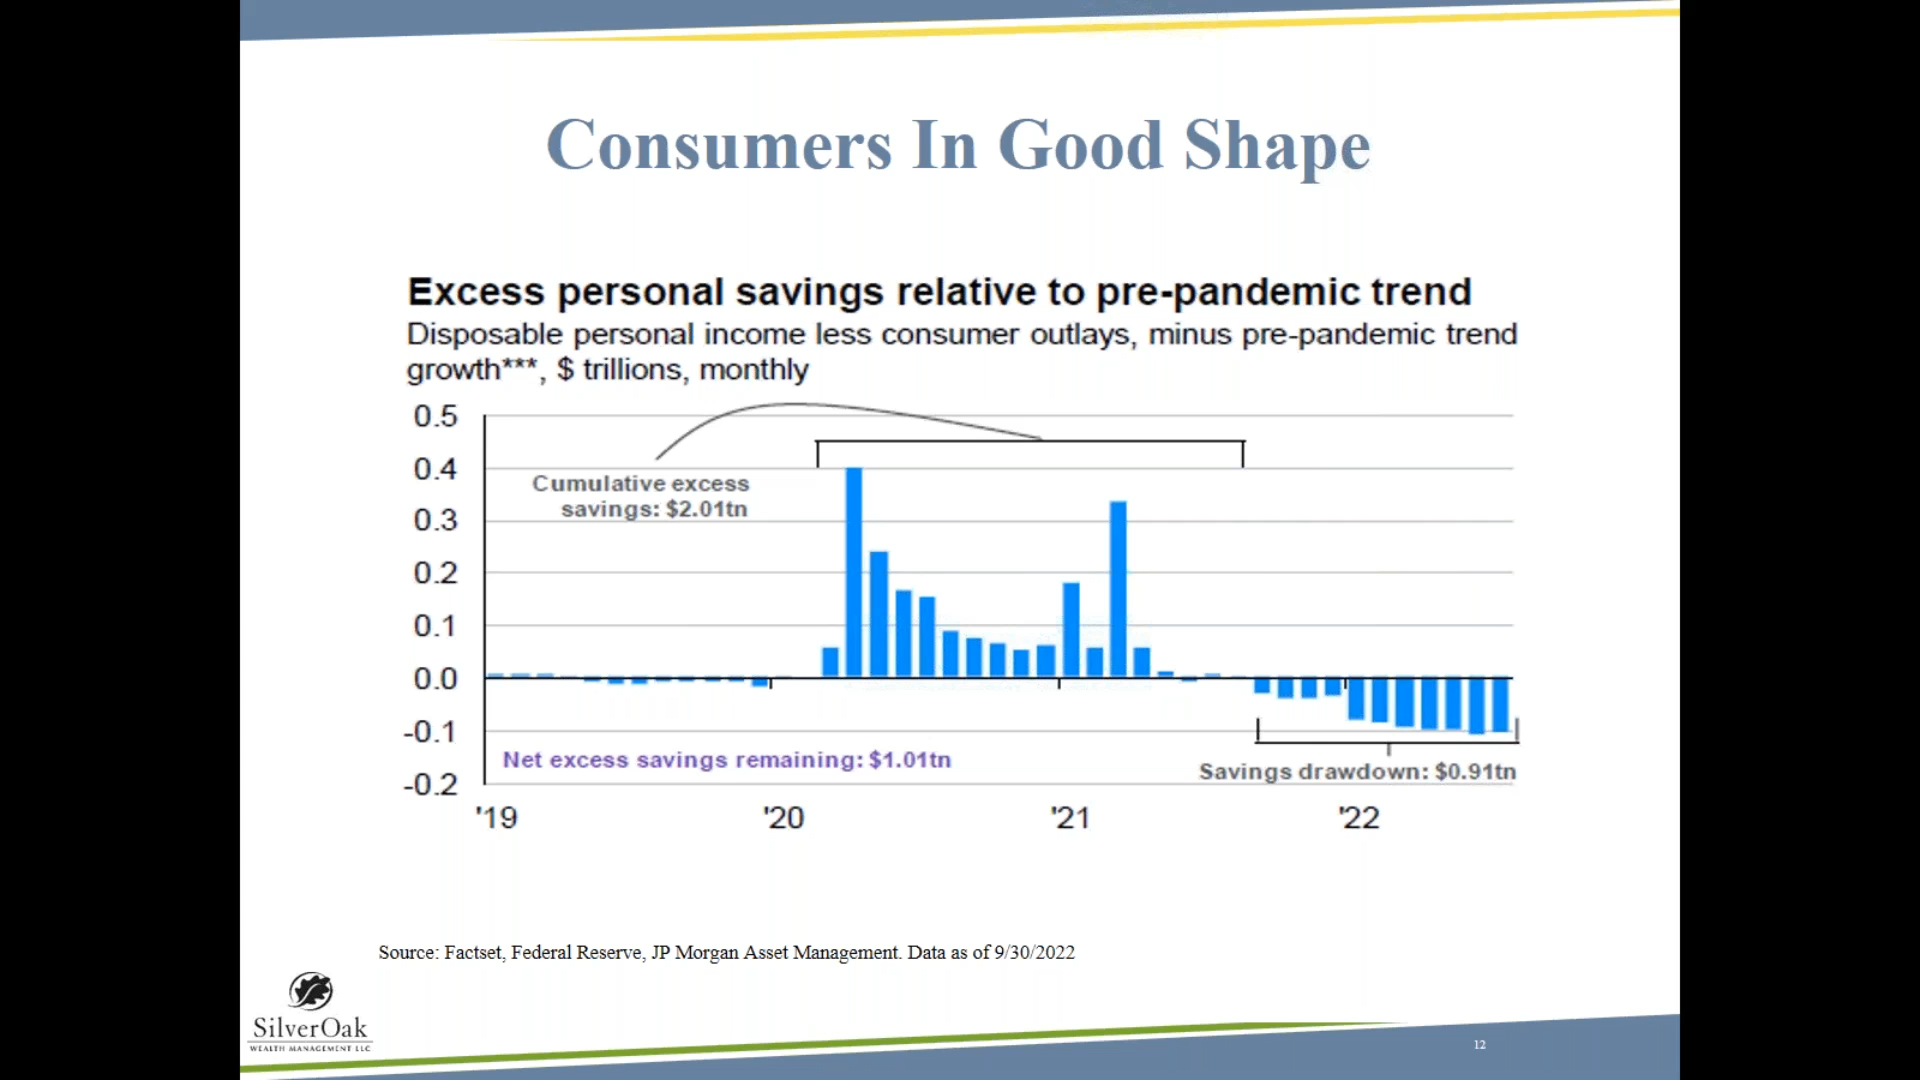 Consumers In Good Shape
Excess personal savings relative to pre-pandemic trend
Disposable personal income less consumer outlays, minus pre-pandemic trend
growth***, $ trillions, monthly
0.5
0.4
0.3
0.2
0.1
0.0
-0.1
-0.2
Cumulative excess
savings: $2.01tn
Net excess savings remaining: $1.01tn
Savings drawdown: $0.91tn
'19
'20
'21
'22
Source: Factset, Federal Reserve, JP Morgan Asset Management. Data as of 9/30/2022
SilverOak
WEALTH MANAGEMENT LLC
12